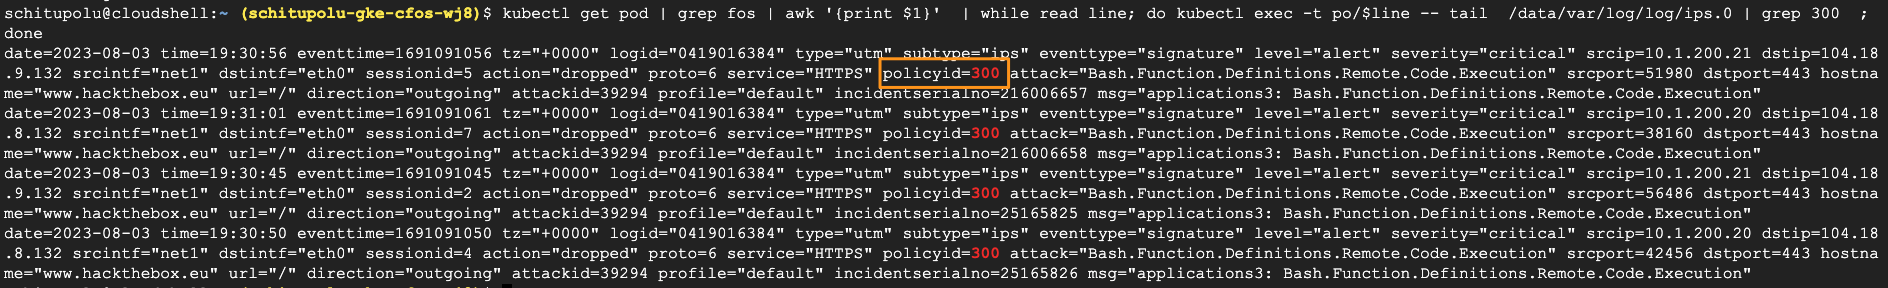 schitupolu@cloudshell:~ (schitupolu-gke-cfos-wj8)$ kubectl get pod | grep fos | awk '{print $1}'  | while read line; do kubectl exec -t po/$line -- tail  /data/var/log/log/ips.0 | grep 300  ;
done
date=2023-08-03 time=19:30:56 eventtime=1691091056 tz="+0000" logid="0419016384" type="utm" subtype="ips" eventtype="signature" level="alert" severity="critical" srcip=10.1.200.21 dstip=104.18
.9.132 srcintf="net1" dstintf="eth0" sessionid=5 action="dropped" proto=6 service="HTTPS" policyid=300 attack="Bash.Function.Definitions.Remote.Code.Execution" srcport=51980 dstport=443 hostna
me="www.hackthebox.eu" url="/" direction="outgoing" attackid=39294 profile="default" incidentserialno=216006657 msg="applications3: Bash.Function.Definitions.Remote.Code.Execution"
date=2023-08-03 time=19:31:01 eventtime=1691091061 tz="+0000" logid="0419016384" type="utm" subtype="ips" eventtype="signature" level="alert" severity="critical" srcip=10.1.200.20 dstip=104.18
.8.132 srcintf="net1" dstintf="eth0" sessionid=7 action="dropped" proto=6 service="HTTPS" policyid=300 attack="Bash.Function.Definitions.Remote.Code.Execution" srcport=38160 dstport=443 hostna
me="www.hackthebox.eu" url="/" direction="outgoing" attackid=39294 profile="default" incidentserialno=216006658 msg="applications3: Bash.Function.Definitions.Remote.Code.Execution"
date=2023-08-03 time=19:30:45 eventtime=1691091045 tz="+0000" logid="0419016384" type="utm" subtype="ips" eventtype="signature" level="alert" severity="critical" srcip=10.1.200.21 dstip=104.18
.9.132 srcintf="net1" dstintf="eth0" sessionid=2 action="dropped" proto=6 service="HTTPS" policyid=300 attack="Bash.Function.Definitions.Remote.Code.Execution" srcport=56486 dstport=443 hostna
me="www.hackthebox.eu" url="/" direction="outgoing" attackid=39294 profile="default" incidentserialno=25165825 msg="applications3: Bash.Function.Definitions.Remote.Code.Execution"
date=2023-08-03 time=19:30:50 eventtime=1691091050 tz="+0000" logid="0419016384" type="utm" subtype="ips" eventtype="signature" level="alert" severity="critical" srcip=10.1.200.20 dstip=104.18
.8.132 srcintf="net1" dstintf="eth0" sessionid=4 action="dropped" proto=6 service="HTTPS" policyid=300 attack="Bash.Function.Definitions.Remote.Code.Execution" srcport=42456 dstport=443 hostna
me="www.hackthebox.eu" url="/" direction="outgoing" attackid=39294 profile="default" incidentserialno=25165826 msg="applications3: Bash.Function.Definitions.Remote.Code.Execution"